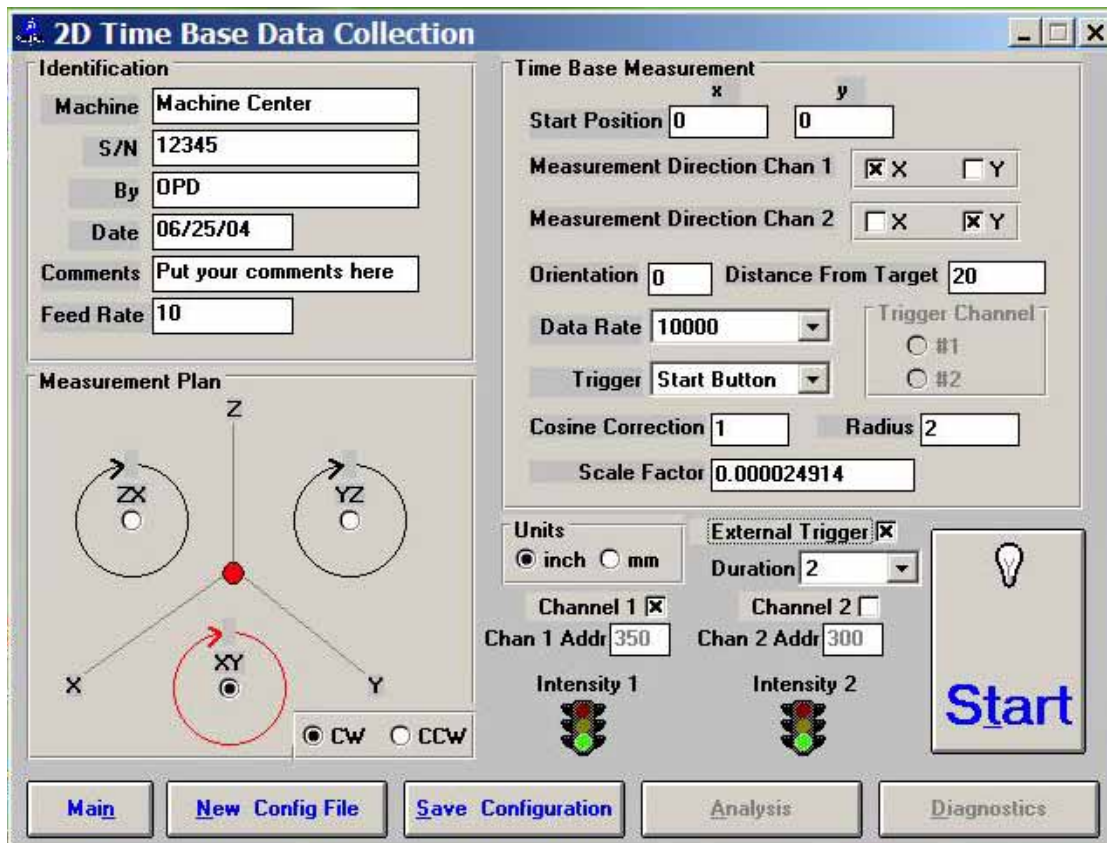 2D Time Base Data Collection
Identification
Machine Machine Center
S/N 12345
By OPD
Date 06/25/04
Comments Put your comments here
Feed Rate 10
Time Base Measurement
x y
Start Position 0 0
Measurement Direction Chan 1 X Y
Measurement Direction Chan 2 X Y
Orientation 0 Distance From Target 20
Data Rate 10000
Trigger Channel
#1
#2
Trigger Start Button
Cosine Correction 1 Radius 2
Scale Factor 0.000024914
Measurement Plan
Z
ZX
YZ
XY
X
Y
CW CCW
Units
inch mm
External Trigger
Duration 2
Channel 1 Channel 2
Chan 1 Addr 350 Chan 2 Addr 300
Intensity 1 Intensity 2
Start
Main New Config File Save Configuration Analysis Diagnostics